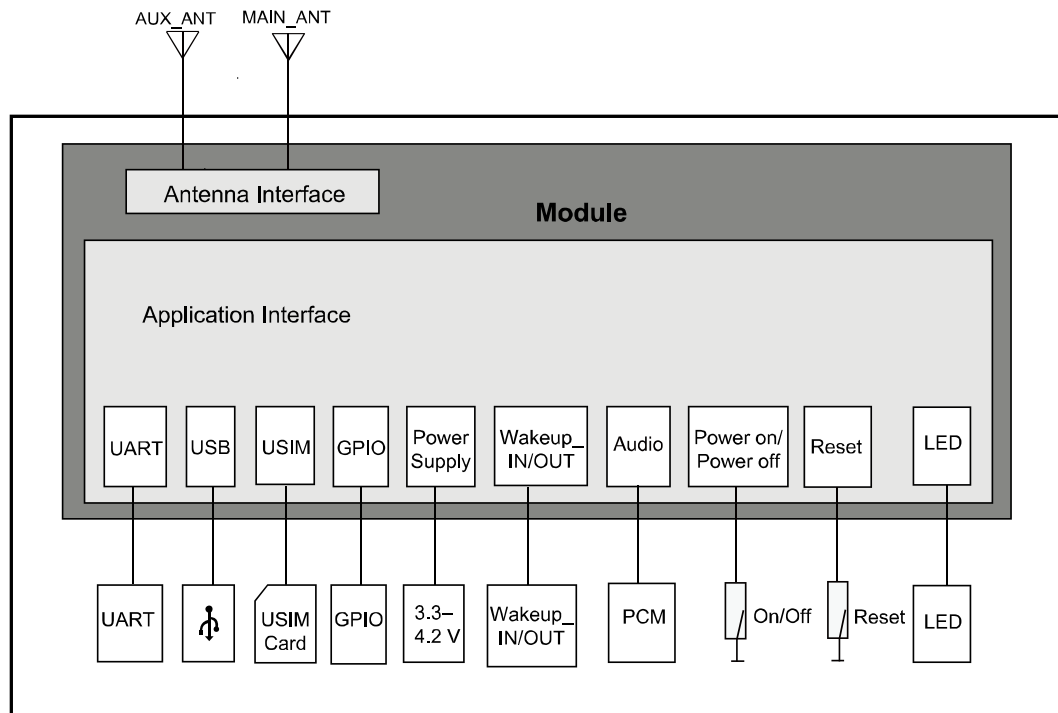 AUX_ANT
MAIN_ANT
Antenna Interface
Module
Application Interface
UART
USB
USIM
GPIO
Power
Supply
Wakeup_
IN/OUT
Audio
Power on/
Power off
Reset
LED
UART
USIM
Card
GPIO
3.3–
4.2 V
Wakeup_
IN/OUT
PCM
On/Off
Reset
LED